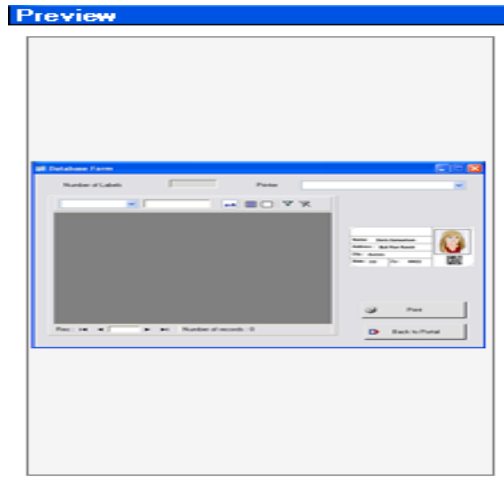 Preview
Database Form
Number of Labels
Printer
Name:
Address:
City:
State:
Rec:
Number of records : 0
Print
Back to Portal